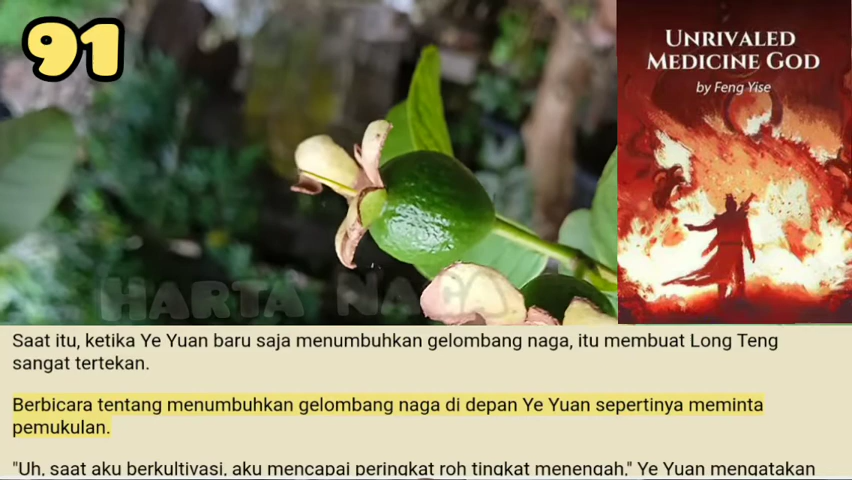 91
UNRIVALED
MEDICINE GOD
by Feng Yise
HARTA NAGA
Saat itu, ketika Ye Yuan baru saja menumbuhkan gelombang naga, itu membuat Long Teng
sangat tertekan.
Berbicara tentang menumbuhkan gelombang naga di depan Ye Yuan sepertinya meminta
pemukulan.
"Uh, saat aku berkultivasi, aku mencapai peringkat roh tingkat menengah," Ye Yuan mengatakan